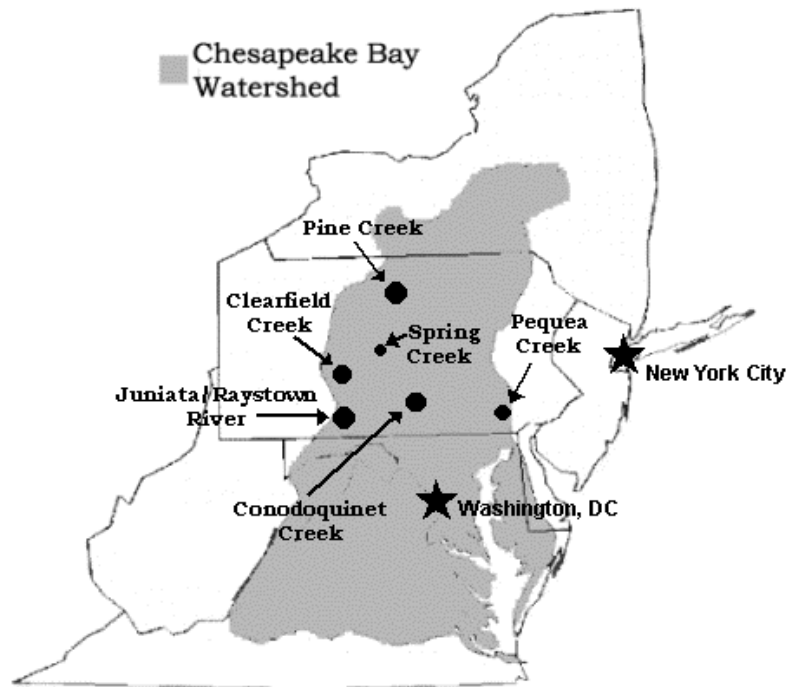 Chesapeake Bay
Watershed
Pine Creek
Clearfield
Creek
Spring
Creek
Pequea
Creek
New York City
Juniata/Raystown
River
Conodoquinet
Creek
Washington, DC